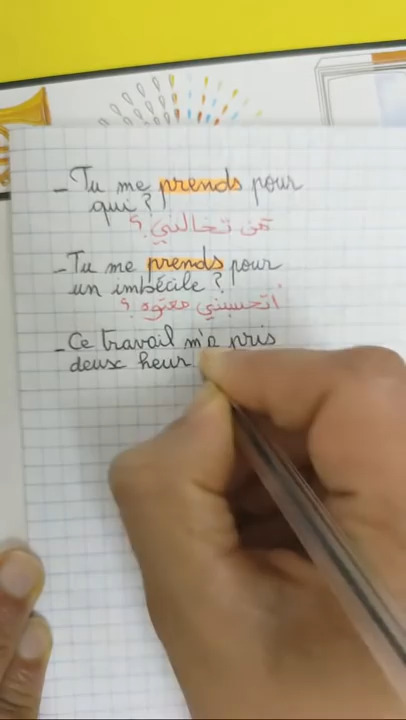 - Tu me prends pour
qui ?
من تخالني ؟
- Tu me prends pour
un imbécile ?
اتحسبني معتوه ؟
- Ce travail m'a pris
deux heur